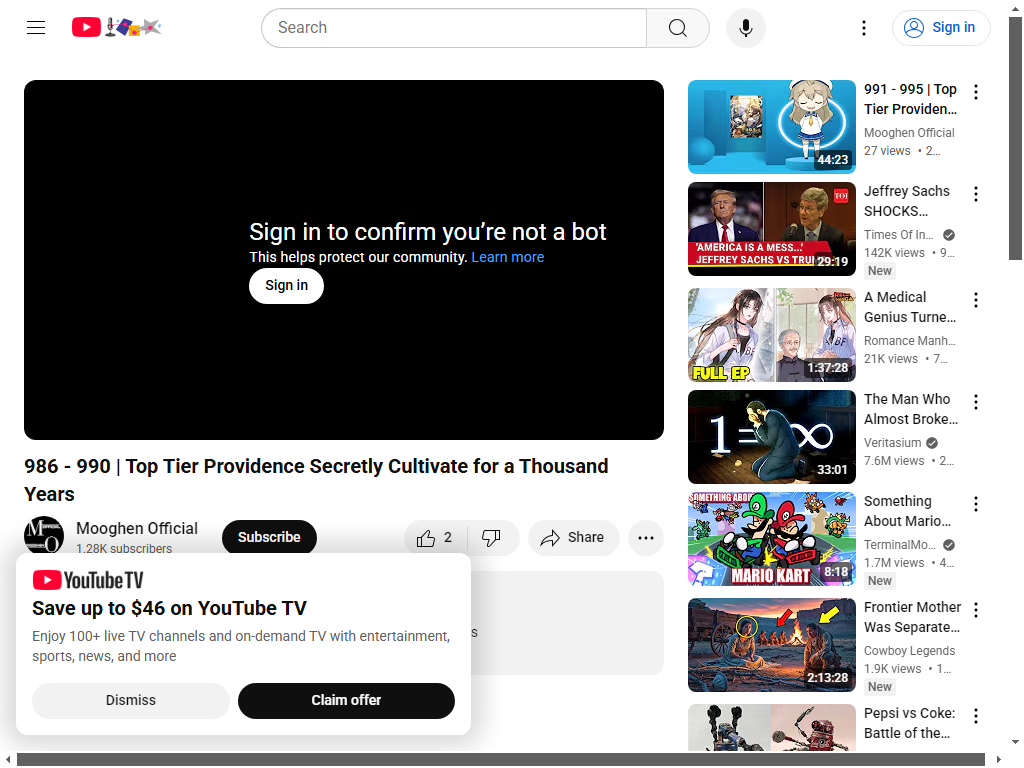 Search
Sign in
Sign in to confirm you're not a bot
This helps protect our community. Learn more
Sign in
986 - 990 | Top Tier Providence Secretly Cultivate for a Thousand
Years
Mooghen Official
1.28K subscribers
Subscribe
2
Share
YouTube TV
Save up to $46 on YouTube TV
Enjoy 100+ live TV channels and on-demand TV with entertainment,
sports, news, and more
Dismiss
Claim offer
44:23
991 - 995 | Top
Tier Providen...
Mooghen Official
27 views • 2...
TOI
'AMERICA IS A MESS...'
JEFFREY SACHS VS TRUM
29:19
Jeffrey Sachs
SHOCKS...
Times Of In...
142K views • 9...
New
FULL EP
1:37:28
A Medical
Genius Turne...
Romance Manh...
21K views • 7...
1=∞
33:01
The Man Who
Almost Broke...
Veritasium
7.6M views • 2...
SOMETHING ABOUT
MARIO KART
8:18
Something
About Mario...
TerminalMo...
1.7M views • 4...
New
2:13:28
Frontier Mother
Was Separate...
Cowboy Legends
1.9K views • 1...
New
Pepsi vs Coke:
Battle of the...